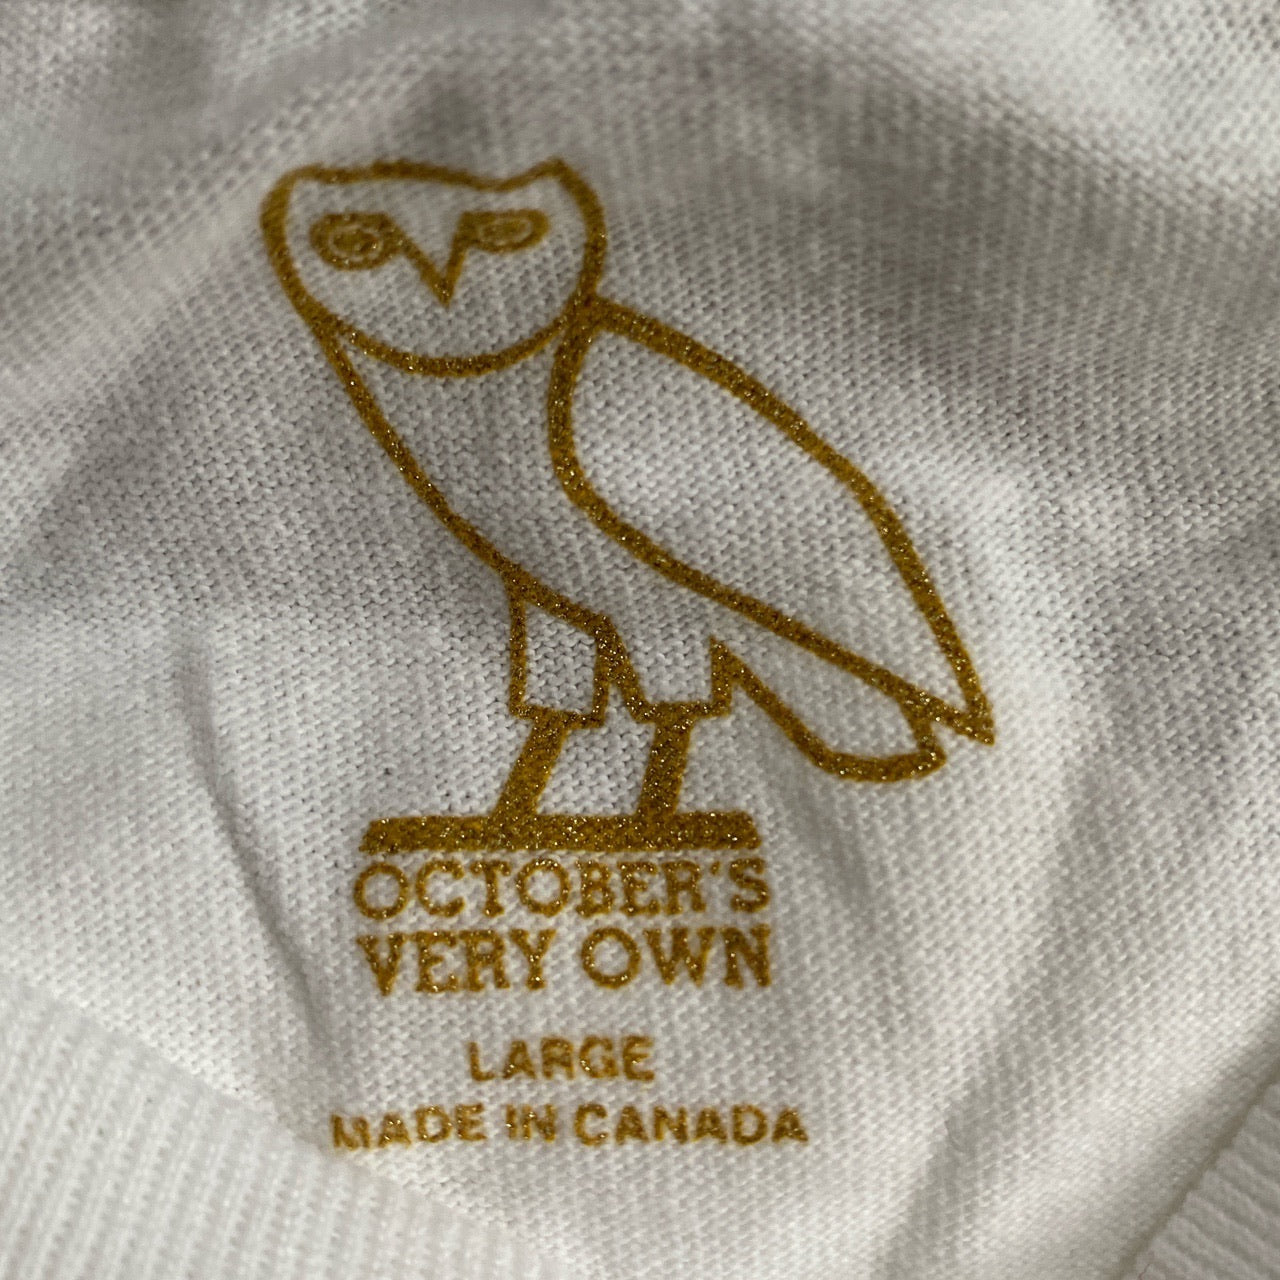 OCTOBER'S
VERY OWN
LARGE
MADE IN CANADA